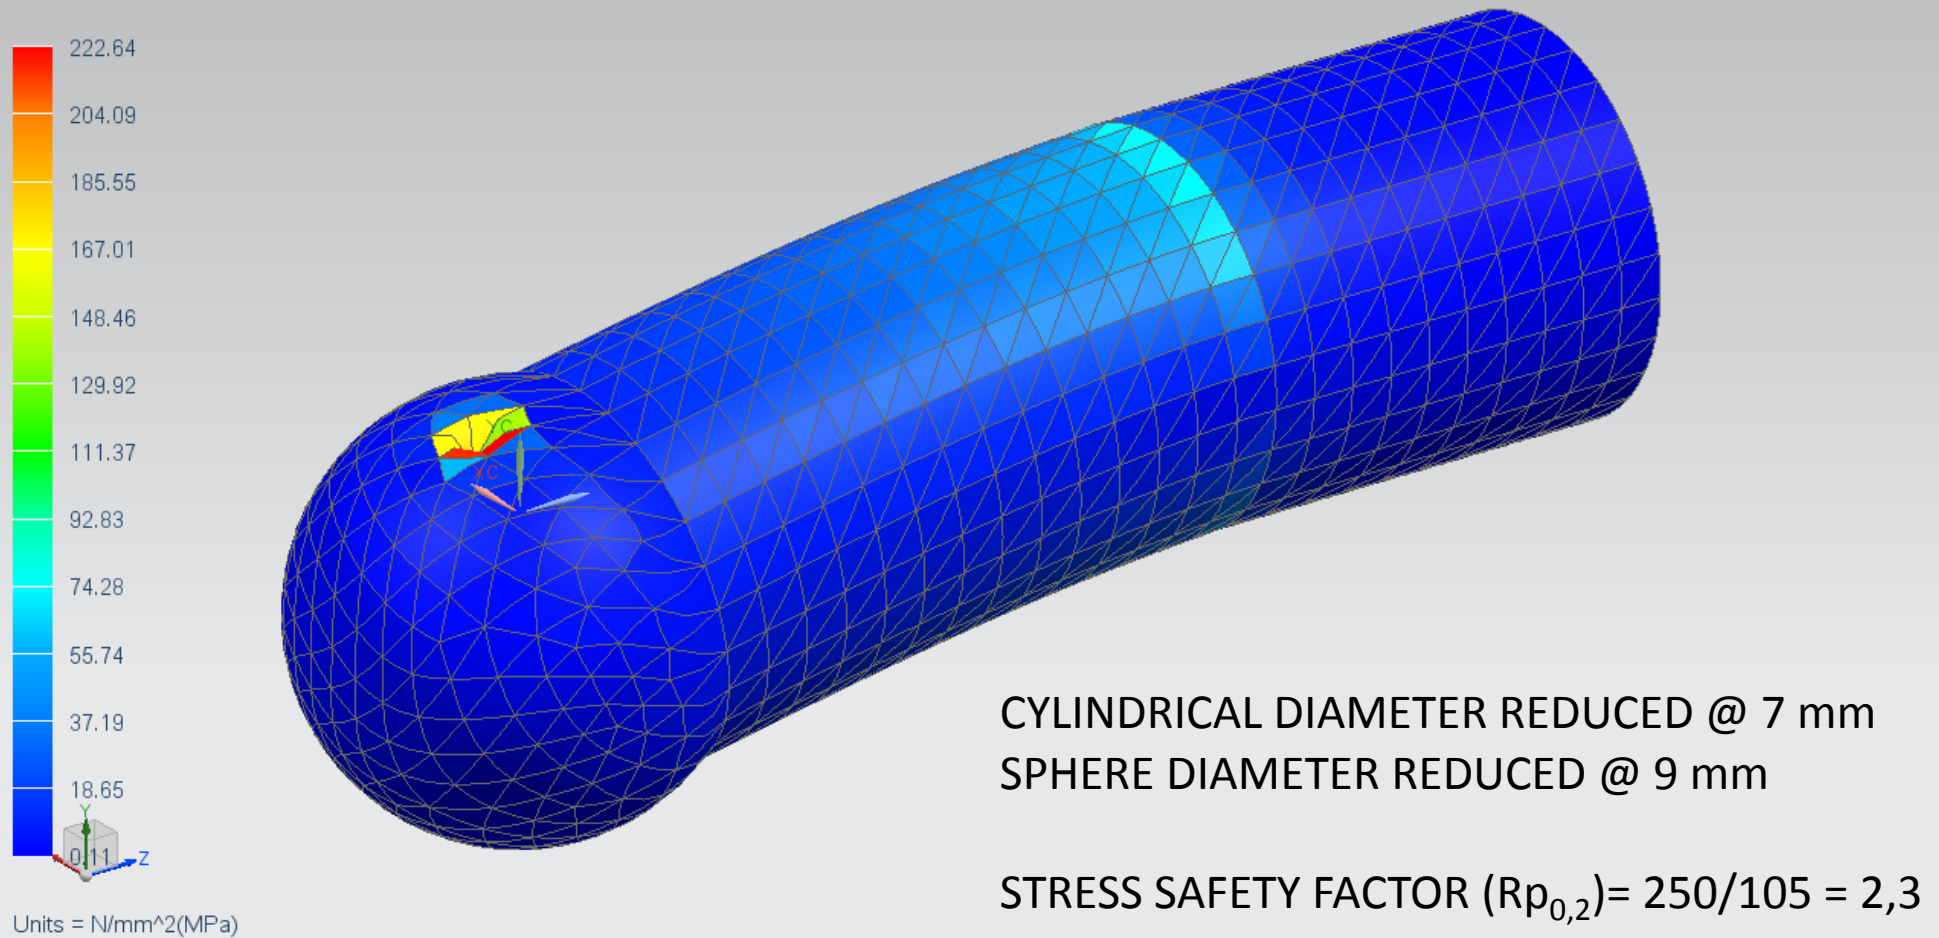 222.64
204.09
185.55
167.01
148.46
129.92
111.37
92.83
74.28
55.74
37.19
18.65
0.11
Y
Z
Units = N/mm^2(MPa)
YC
XC
CYLINDRICAL DIAMETER REDUCED @ 7 mm
SPHERE DIAMETER REDUCED @ 9 mm
STRESS SAFETY FACTOR (Rp0,2)= 250/105 = 2,3